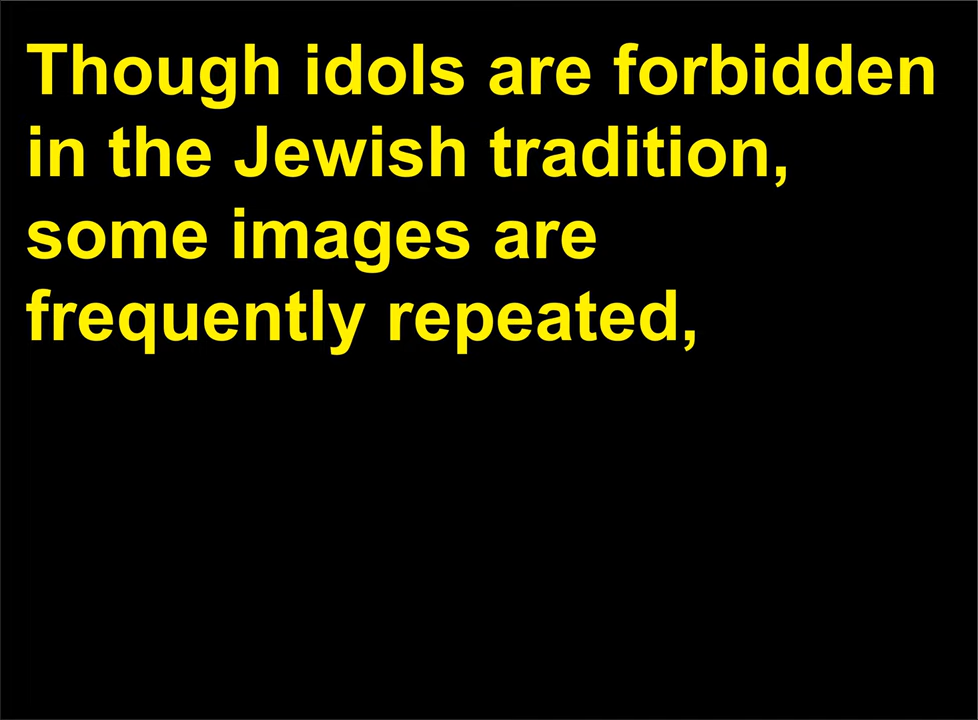 Though idols are forbidden
in the Jewish tradition,
some images are
frequently repeated,